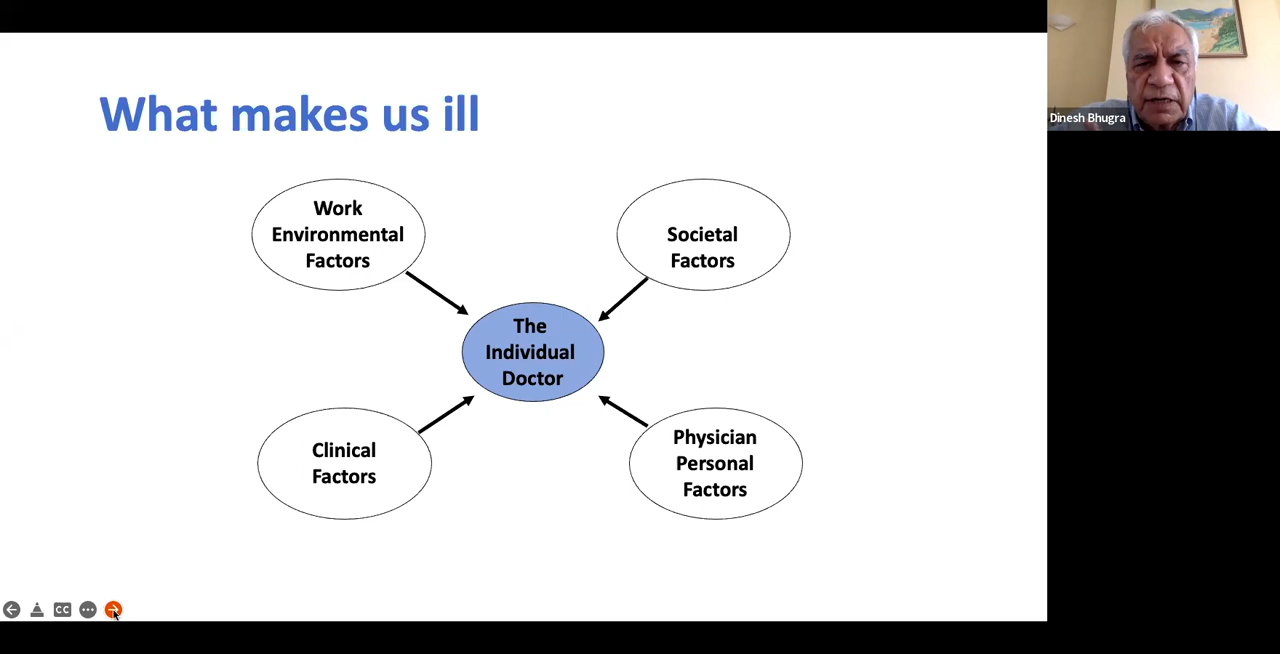 What makes us ill
Work
Environmental
Factors
Societal
Factors
The
Individual
Doctor
Clinical
Factors
Physician
Personal
Factors
CC
Dinesh Bhugra